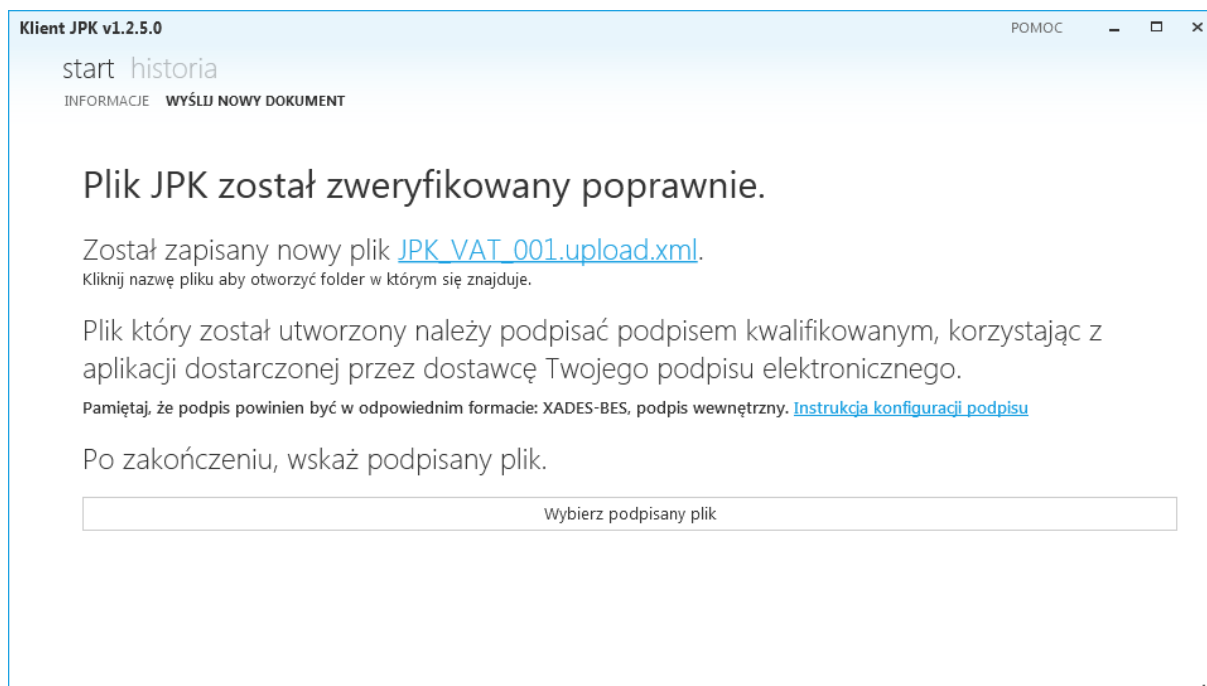 Klient JPK v1.2.5.0 POMOC
start historia
INFORMACJE WYŚLIJ NOWY DOKUMENT
Plik JPK został zweryfikowany poprawnie.
Został zapisany nowy plik JPK_VAT_001.upload.xml.
Kliknij nazwę pliku aby otworzyć folder w którym się znajduje.
Plik który został utworzony należy podpisać podpisem kwalifikowanym, korzystając z
aplikacji dostarczonej przez dostawcę Twojego podpisu elektronicznego.
Pamiętaj, że podpis powinien być w odpowiednim formacie: XADES-BES, podpis wewnętrzny. Instrukcja konfiguracji podpisu
Po zakończeniu, wskaż podpisany plik.
Wybierz podpisany plik